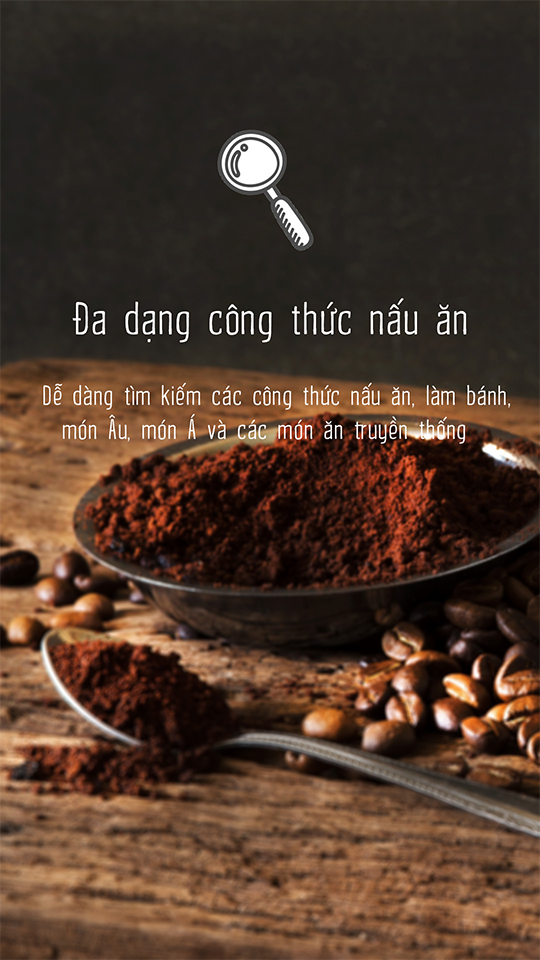 Đa dạng công thức nấu ăn
Dễ dàng tìm kiếm các công thức nấu ăn, làm bánh,
món Âu, món Á và các món ăn truyền thống